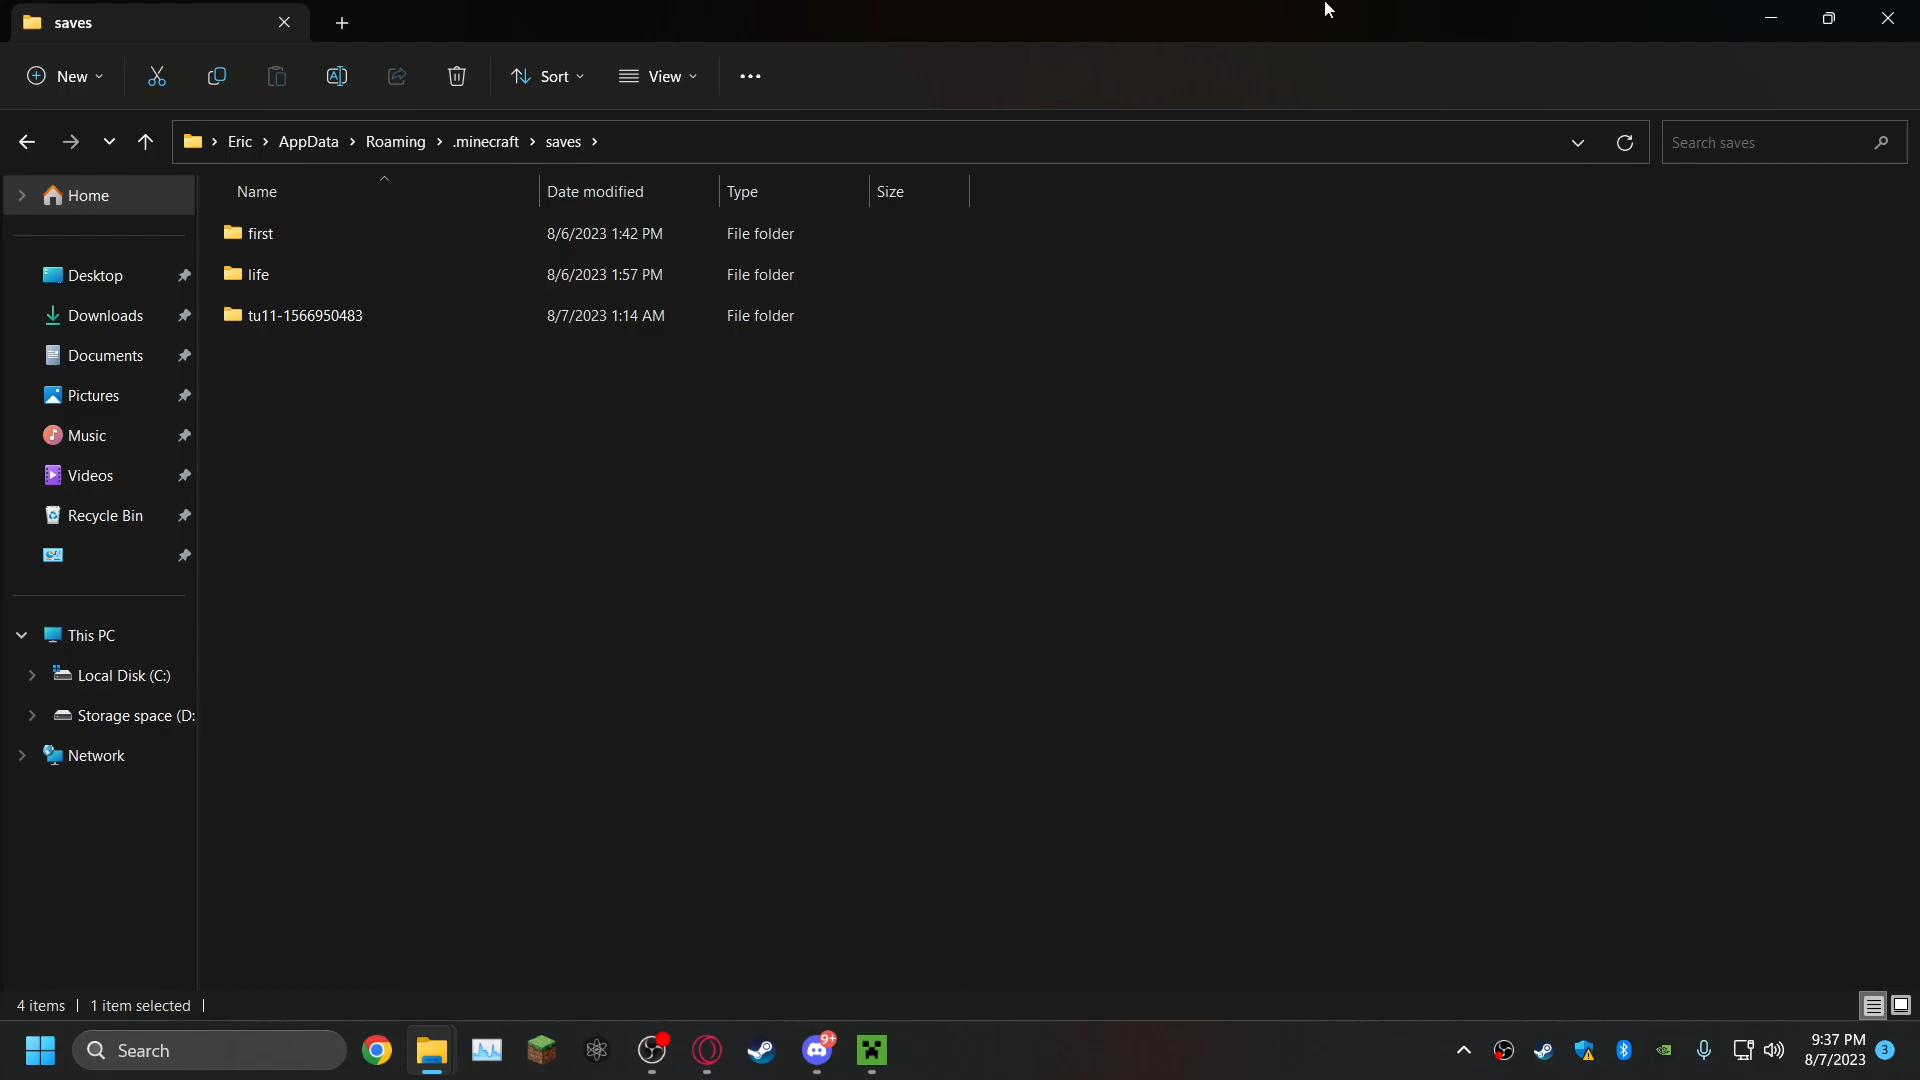 saves
New
Sort
View
Eric > AppData > Roaming > .minecraft > saves >
Search saves
Home
Desktop
Downloads
Documents
Pictures
Music
Videos
Recycle Bin
This PC
Local Disk (C:)
Storage space (D:
Network
Name Date modified Type Size
first 8/6/2023 1:42 PM File folder
life 8/6/2023 1:57 PM File folder
tu11-1566950483 8/7/2023 1:14 AM File folder
4 items | 1 item selected |
Search
9+
9:37 PM
8/7/2023
3